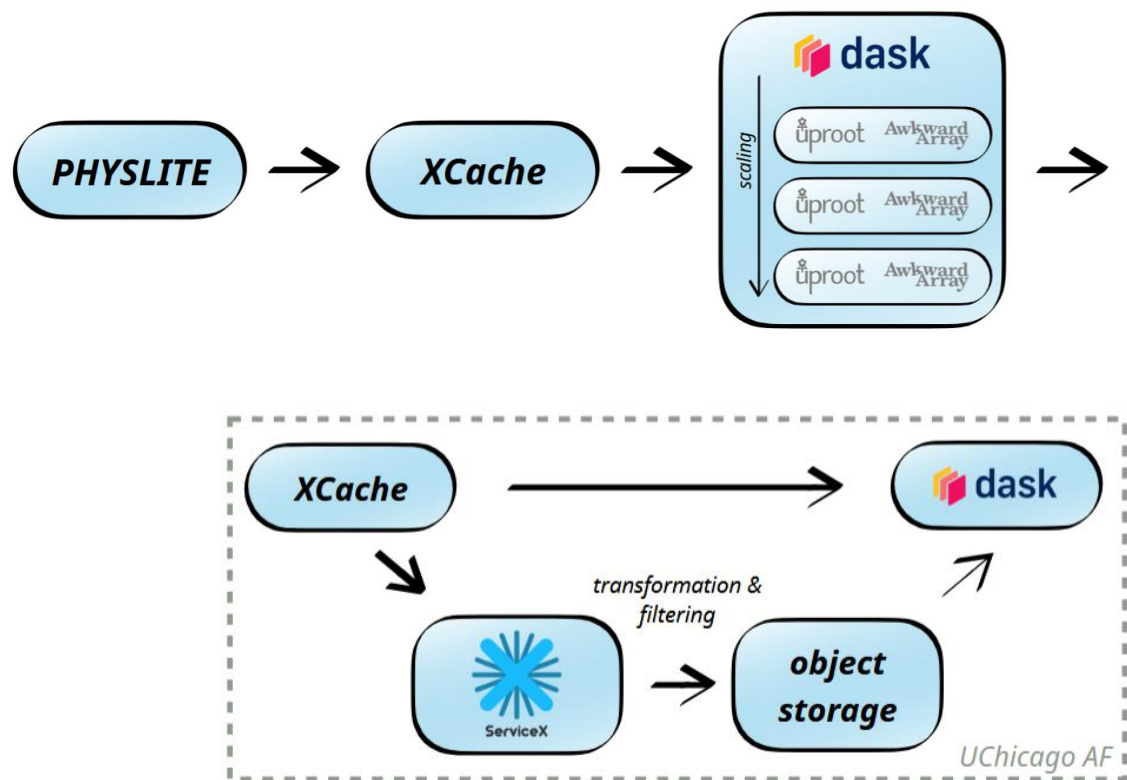 dask
PHYSLITE
XCache
scaling
uproot Awkward
Array
uproot Awkward
Array
uproot Awkward
Array
XCache
dask
transformation &
filtering
ServiceX
object
storage
UChicago AF